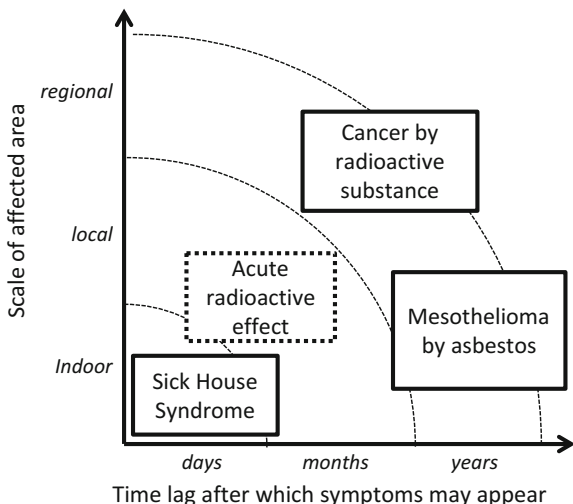 Scale of affected area
regional
local
Indoor
Cancer by
radioactive
substance
Acute
radioactive
effect
Mesothelioma
by asbestos
Sick House
Syndrome
days
months
years
Time lag after which symptoms may appear